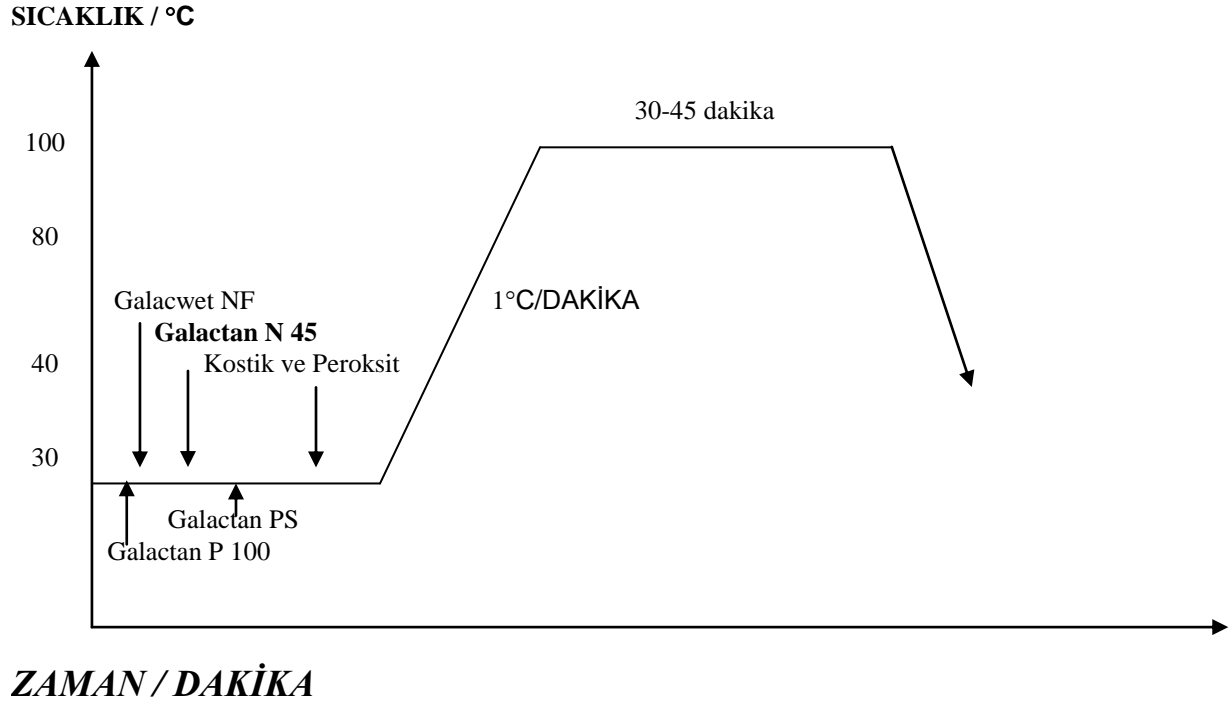 SICAKLIK / °C
30-45 dakika
100
80
Galacwet NF
1°C/DAKİKA
Galactan N 45
40
Kostik ve Peroksit
30
Galactan PS
Galactan P 100
ZAMAN / DAKİKA